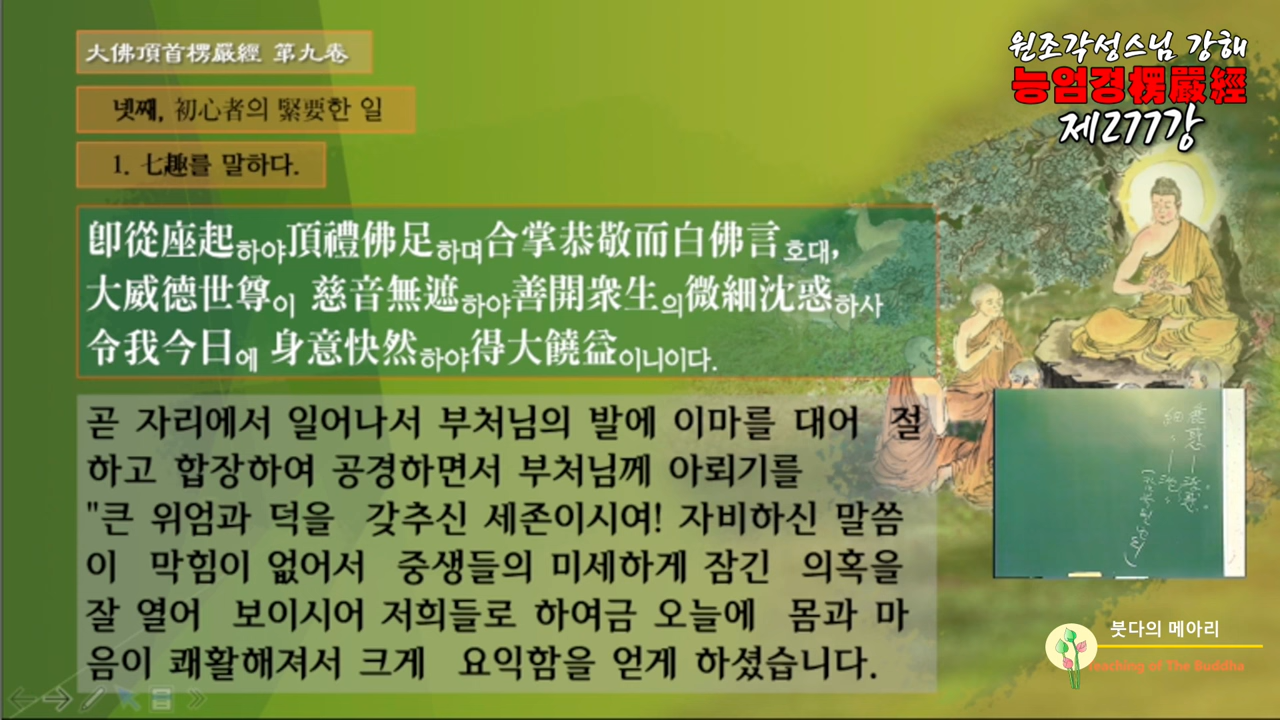 大佛頂首楞嚴經 第九卷
넷째, 初心者의 緊要한 일
1. 七趣를 말하다.
卽從座起하야頂禮佛足하며合掌恭敬而白佛言호대,
大威德世尊이 慈音無遮하야善開衆生의微細沈惑하사
令我今日에 身意快然하야得大饒益이니이다.
곧 자리에서 일어나서 부처님의 발에 이마를 대어 절
하고 합장하여 공경하면서 부처님께 아뢰기를
"큰 위엄과 덕을 갖추신 세존이시여! 자비하신 말씀
이 막힘이 없어서 중생들의 미세하게 잠긴 의혹을
잘 열어 보이시어 저희들로 하여금 오늘에 몸과 마
음이 쾌활해져서 크게 요익함을 얻게 하셨습니다.
원조각성스님 강해
능엄경楞嚴經
제277강
붓다의 메아리
Teaching of The Buddha